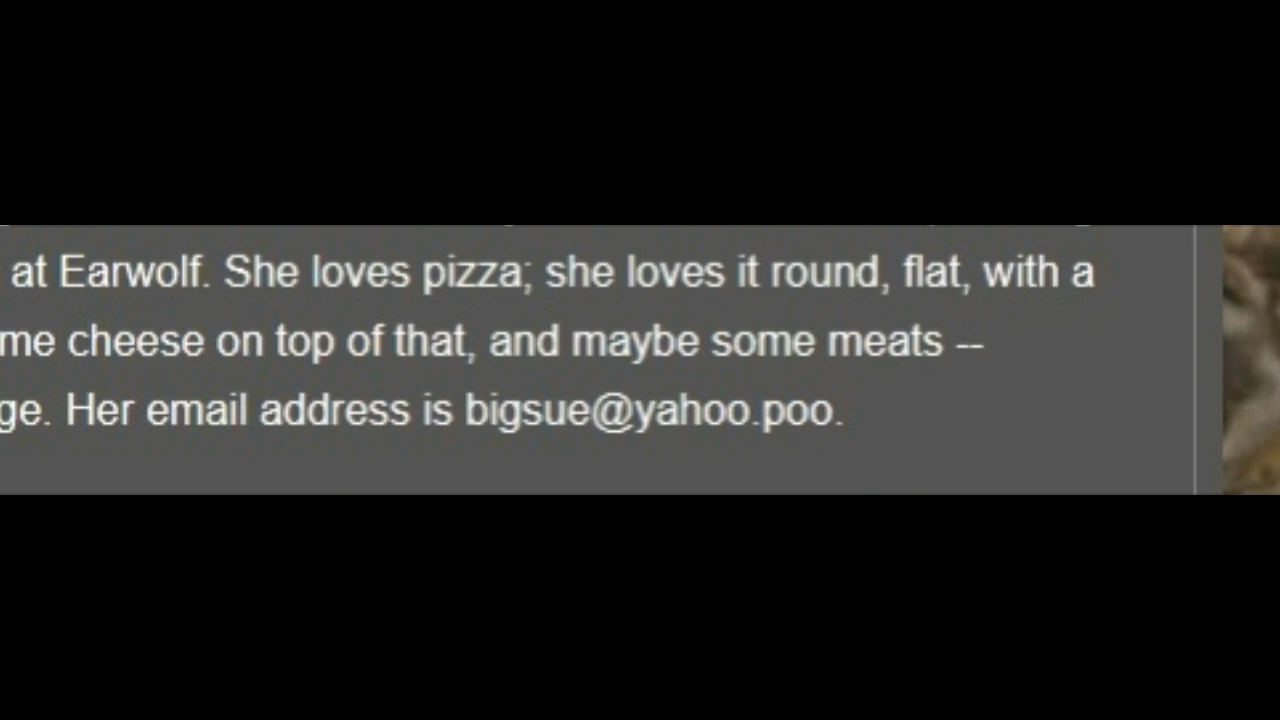 at Earwolf. She loves pizza; she loves it round, flat, with a
me cheese on top of that, and maybe some meats --
ge. Her email address is bigsue@yahoo.poo.